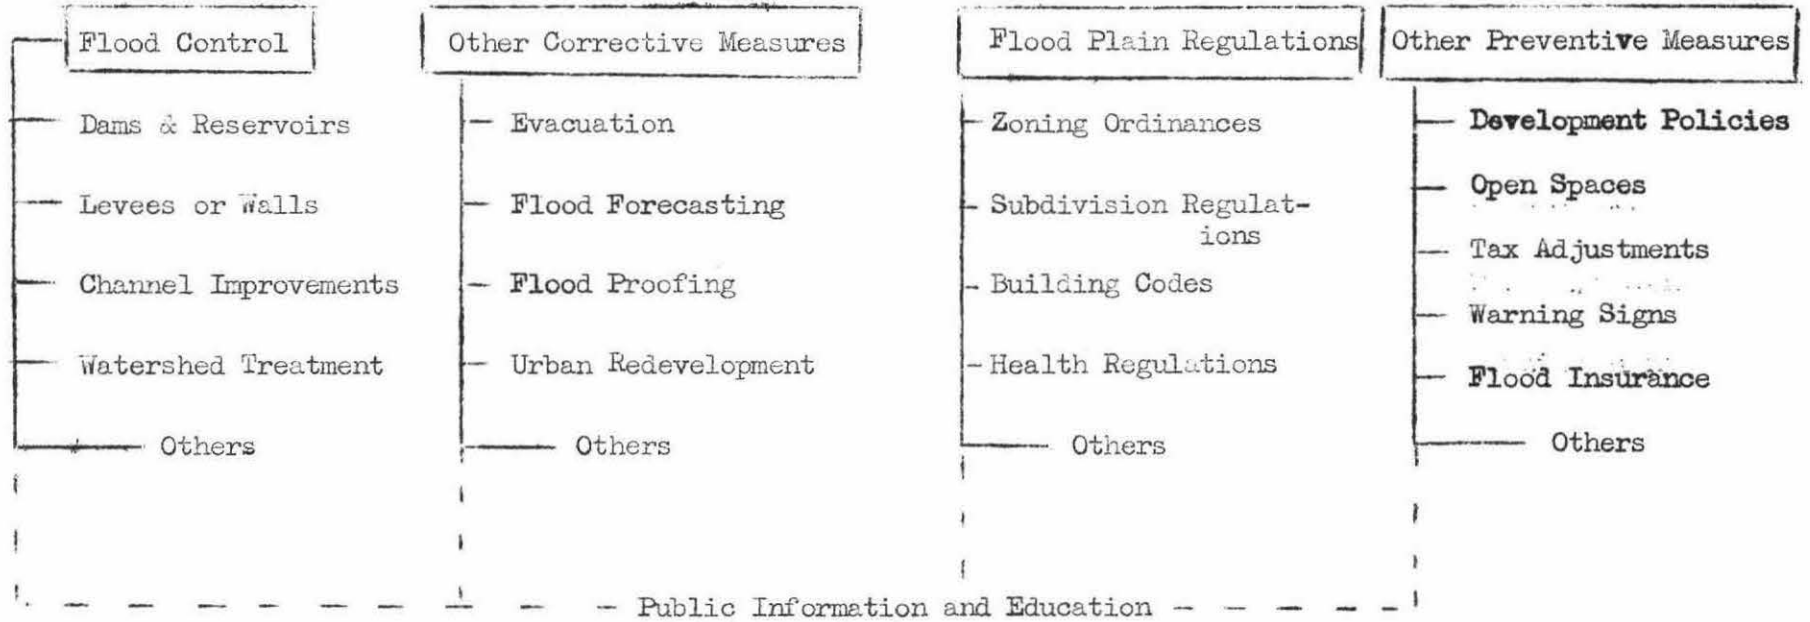 Flood Control
Dams & Reservoirs
Levees or Walls
Channel Improvements
Watershed Treatment
Others
Other Corrective Measures
Evacuation
Flood Forecasting
Flood Proofing
Urban Redevelopment
Others
Flood Plain Regulations
Zoning Ordinances
Subdivision Regulat-
ions
Building Codes
Health Regulations
Others
Other Preventive Measures
Development Policies
Open Spaces
Tax Adjustments
Warning Signs
Flood Insurance
Others
Public Information and Education